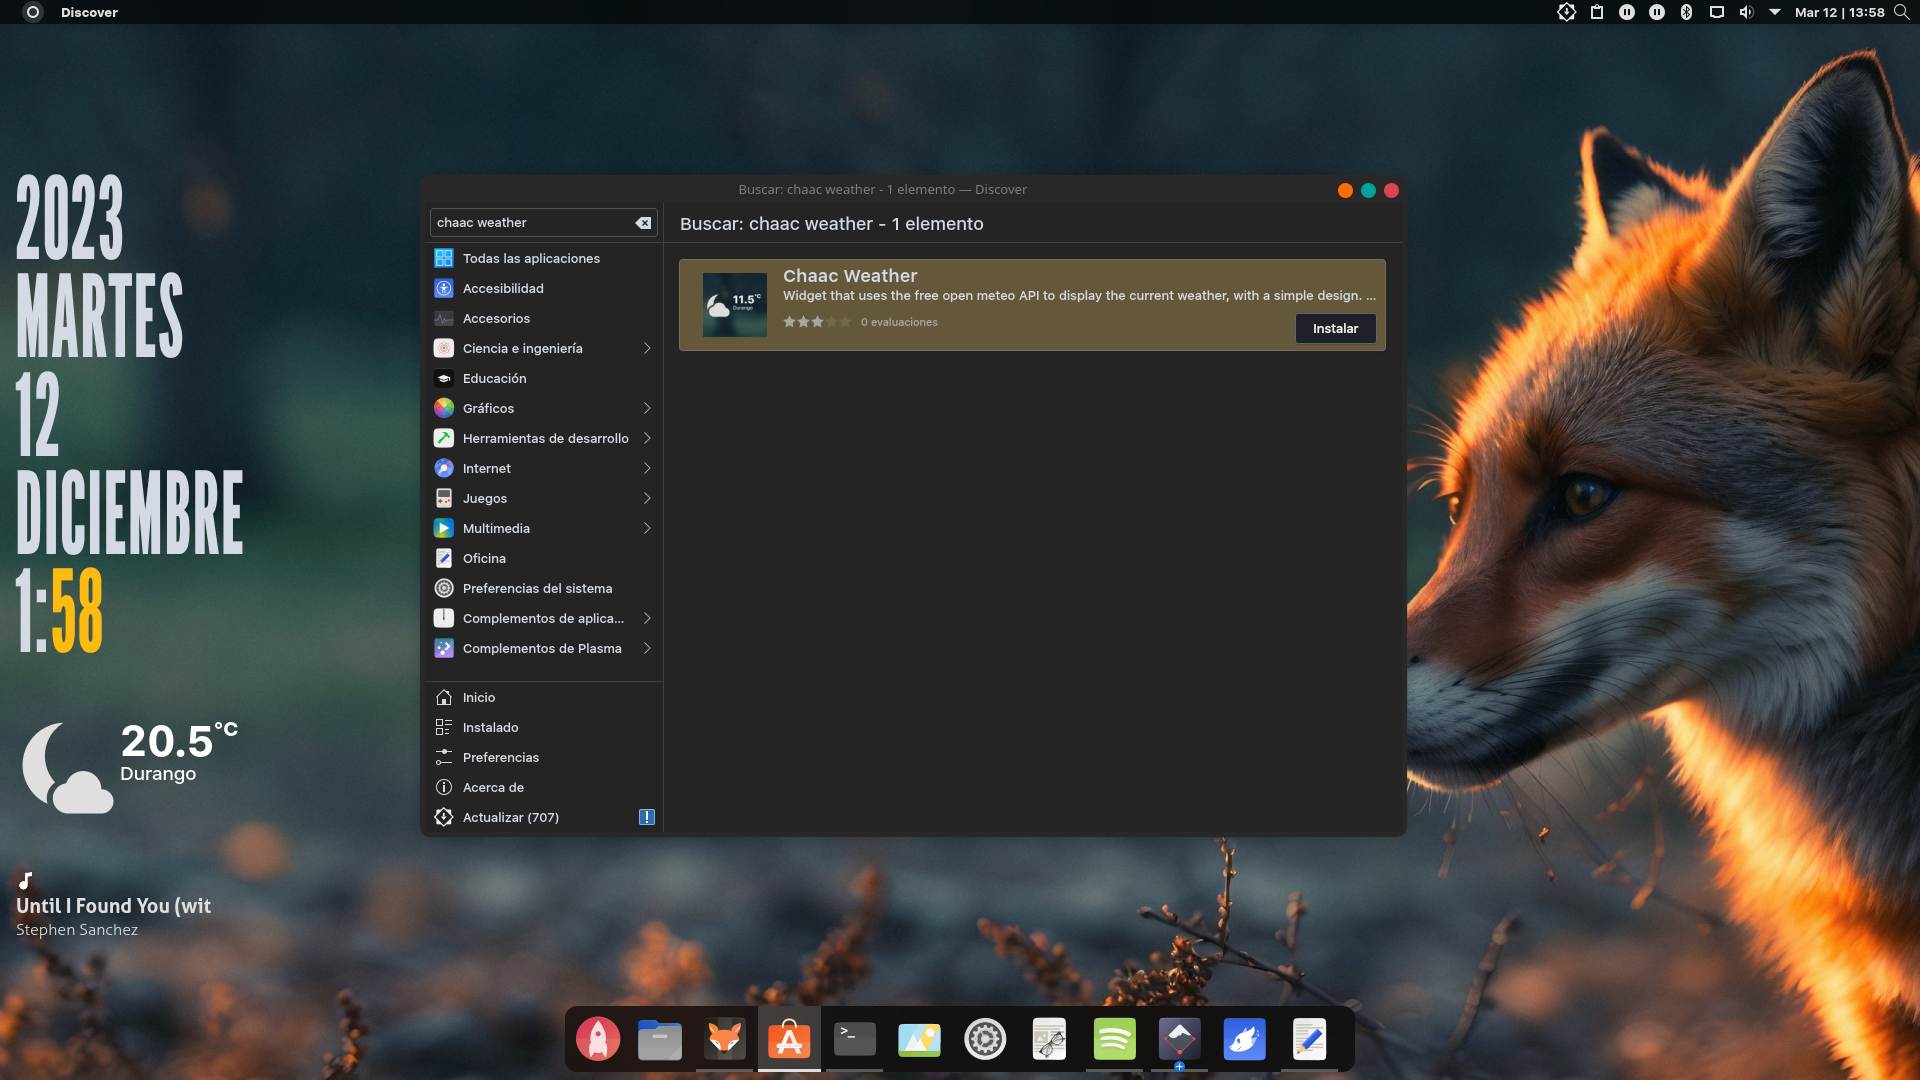 Discover
Mar 12 | 13:58
2023
MARTES
12
DICIEMBRE
1:58
20.5°C
Durango
Until I Found You (wit
Stephen Sanchez
Buscar: chaac weather - 1 elemento — Discover
chaac weather
Todas las aplicaciones
Accesibilidad
Accesorios
Ciencia e ingeniería
Educación
Gráficos
Herramientas de desarrollo
Internet
Juegos
Multimedia
Oficina
Preferencias del sistema
Complementos de aplica...
Complementos de Plasma
Inicio
Instalado
Preferencias
Acerca de
Actualizar (707)
Buscar: chaac weather - 1 elemento
11.5°C
Durango
Chaac Weather
Widget that uses the free open meteo API to display the current weather, with a simple design. ...
0 evaluaciones
Instalar
>_